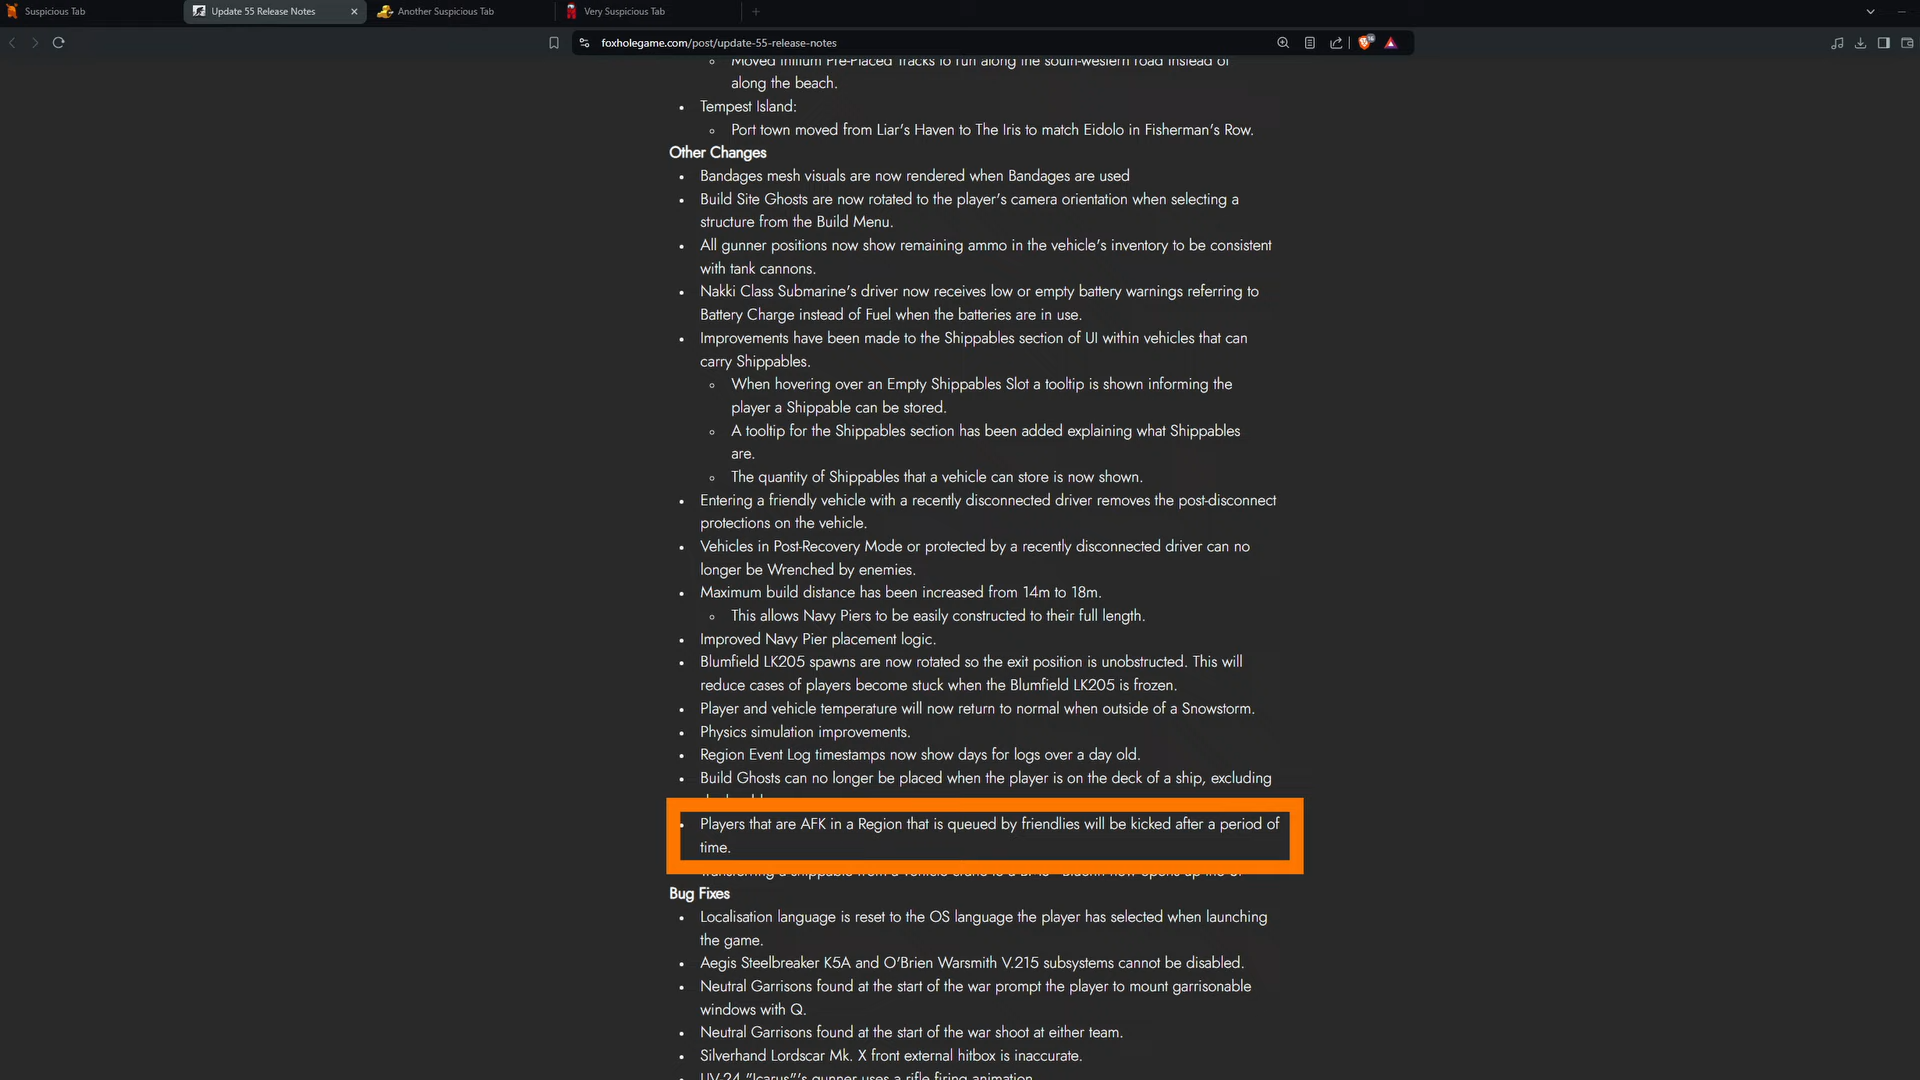 Suspicious Tab
Update 55 Release Notes
Another Suspicious Tab
Very Suspicious Tab
foxholegame.com/post/update-55-release-notes
Moved Pre-Placed Tracks to run along the south-western road instead of
along the beach.
Tempest Island:
Port town moved from Liar's Haven to The Iris to match Eidolo in Fisherman's Row.
Other Changes
Bandages mesh visuals are now rendered when Bandages are used
Build Site Ghosts are now rotated to the player's camera orientation when selecting a
structure from the Build Menu.
All gunner positions now show remaining ammo in the vehicle's inventory to be consistent
with tank cannons.
Nakki Class Submarine's driver now receives low or empty battery warnings referring to
Battery Charge instead of Fuel when the batteries are in use.
Improvements have been made to the Shippables section of UI within vehicles that can
carry Shippables.
When hovering over an Empty Shippables Slot a tooltip is shown informing the
player a Shippable can be stored.
A tooltip for the Shippables section has been added explaining what Shippables
are.
The quantity of Shippables that a vehicle can store is now shown.
Entering a friendly vehicle with a recently disconnected driver removes the post-disconnect
protections on the vehicle.
Vehicles in Post-Recovery Mode or protected by a recently disconnected driver can no
longer be Wrenched by enemies.
Maximum build distance has been increased from 14m to 18m.
This allows Navy Piers to be easily constructed to their full length.
Improved Navy Pier placement logic.
Blumfield LK205 spawns are now rotated so the exit position is unobstructed. This will
reduce cases of players become stuck when the Blumfield LK205 is frozen.
Player and vehicle temperature will now return to normal when outside of a Snowstorm.
Physics simulation improvements.
Region Event Log timestamps now show days for logs over a day old.
Build Ghosts can no longer be placed when the player is on the deck of a ship, excluding
Players that are AFK in a Region that is queued by friendlies will be kicked after a period of
time.
Bug Fixes
Localisation language is reset to the OS language the player has selected when launching
the game.
Aegis Steelbreaker K5A and O'Brien Warsmith V.215 subsystems cannot be disabled.
Neutral Garrisons found at the start of the war prompt the player to mount garrisonable
windows with Q.
Neutral Garrisons found at the start of the war shoot at either team.
Silverhand Lordscar Mk. X front external hitbox is inaccurate.
UV-24 "Icarus"'s gunner uses a rifle firing animation.